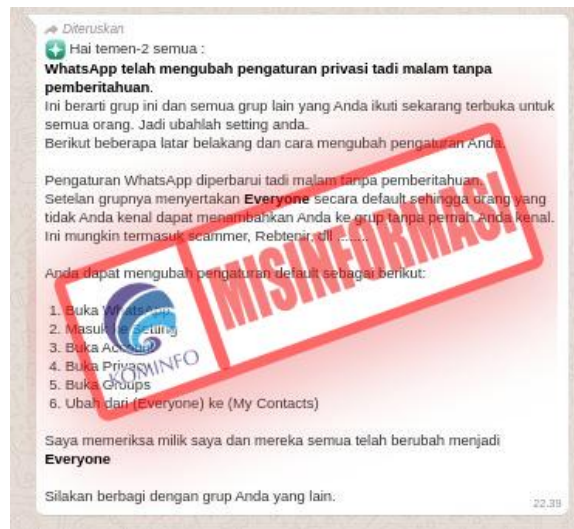 Diteruskan
Hai temen-2 semua :
WhatsApp telah mengubah pengaturan privasi tadi malam tanpa
pemberitahuan.
Ini berarti grup ini dan semua grup lain yang Anda ikuti sekarang terbuka untuk
semua orang. Jadi ubahlah setting anda.
Berikut beberapa latar belakang dan cara mengubah pengaturan Anda.
Pengaturan WhatsApp diperbarui tadi malam tanpa pemberitahuan.
Setelan grupnya menyertakan Everyone secara default sehingga orang yang
tidak Anda kenal dapat menambahkan Anda ke grup tanpa pernah Anda kenal.
Ini mungkin termasuk scammer, Rebtenir, dll ........
Anda dapat mengubah pengaturan default sebagai berikut:
1. Buka WhatsApp
2. Masuk ke Setting
3. Buka Account
4. Buka Privacy
5. Buka Groups
6. Ubah dari (Everyone) ke (My Contacts)
KOMINFO
MISINFORMASI
Saya memeriksa milik saya dan mereka semua telah berubah menjadi
Everyone
Silakan berbagi dengan grup Anda yang lain.
22.39